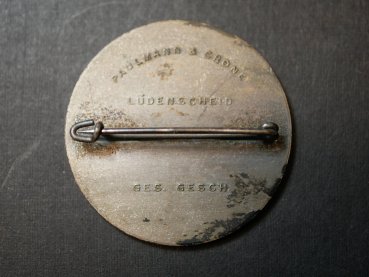 PAULMANN & CRONE
LÜDENSCHEID
GES. GESCH